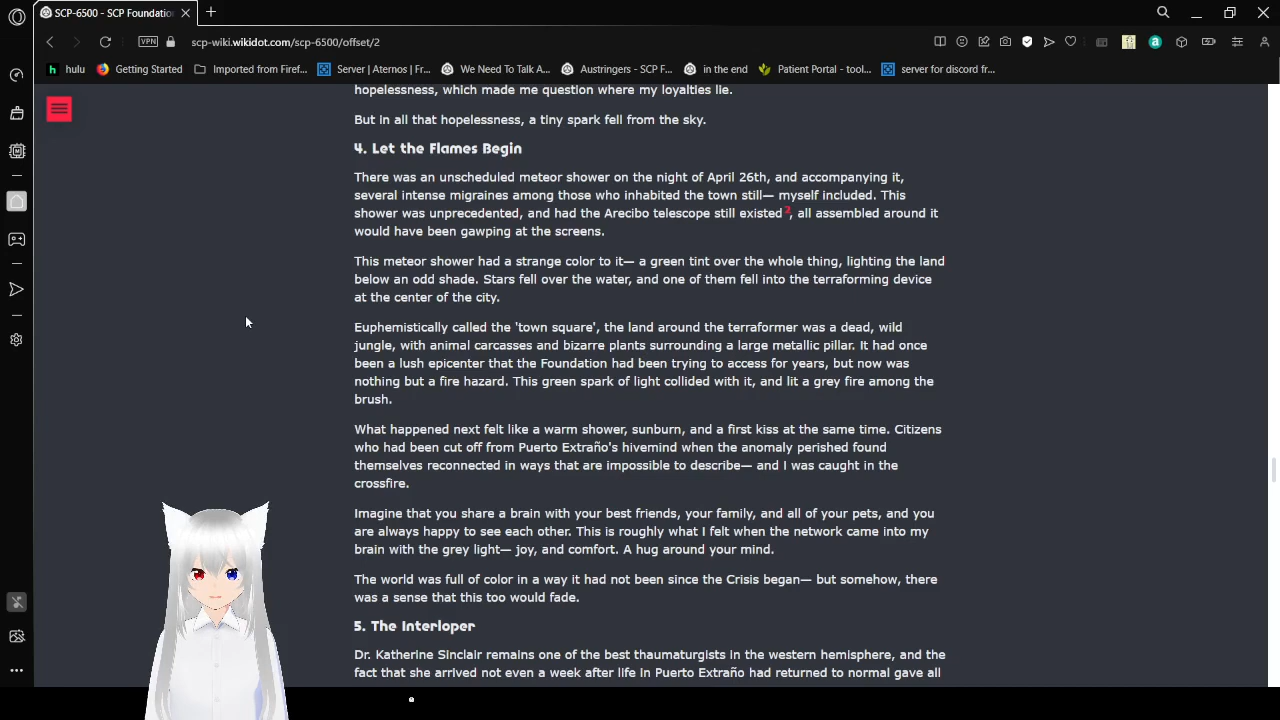 SCP-6500 - SCP Foundatio
VPN scp-wiki.wikidot.com/scp-6500/offset/2
hulu Getting Started Imported from Firef... Server | Aternos | Fr... We Need To Talk A... Austringers - SCP F... in the end Patient Portal - tool... server for discord fr...
hopelessness, which made me question where my loyalties lie.
But in all that hopelessness, a tiny spark fell from the sky.
4. Let the Flames Begin
There was an unscheduled meteor shower on the night of April 26th, and accompanying it,
several intense migraines among those who inhabited the town still— myself included. This
shower was unprecedented, and had the Arecibo telescope still existed2, all assembled around it
would have been gawping at the screens.
This meteor shower had a strange color to it— a green tint over the whole thing, lighting the land
below an odd shade. Stars fell over the water, and one of them fell into the terraforming device
at the center of the city.
Euphemistically called the 'town square', the land around the terraformer was a dead, wild
jungle, with animal carcasses and bizarre plants surrounding a large metallic pillar. It had once
been a lush epicenter that the Foundation had been trying to access for years, but now was
nothing but a fire hazard. This green spark of light collided with it, and lit a grey fire among the
brush.
What happened next felt like a warm shower, sunburn, and a first kiss at the same time. Citizens
who had been cut off from Puerto Extraño's hivemind when the anomaly perished found
themselves reconnected in ways that are impossible to describe— and I was caught in the
crossfire.
Imagine that you share a brain with your best friends, your family, and all of your pets, and you
are always happy to see each other. This is roughly what I felt when the network came into my
brain with the grey light— joy, and comfort. A hug around your mind.
The world was full of color in a way it had not been since the Crisis began— but somehow, there
was a sense that this too would fade.
5. The Interloper
Dr. Katherine Sinclair remains one of the best thaumaturgists in the western hemisphere, and the
fact that she arrived not even a week after life in Puerto Extraño had returned to normal gave all